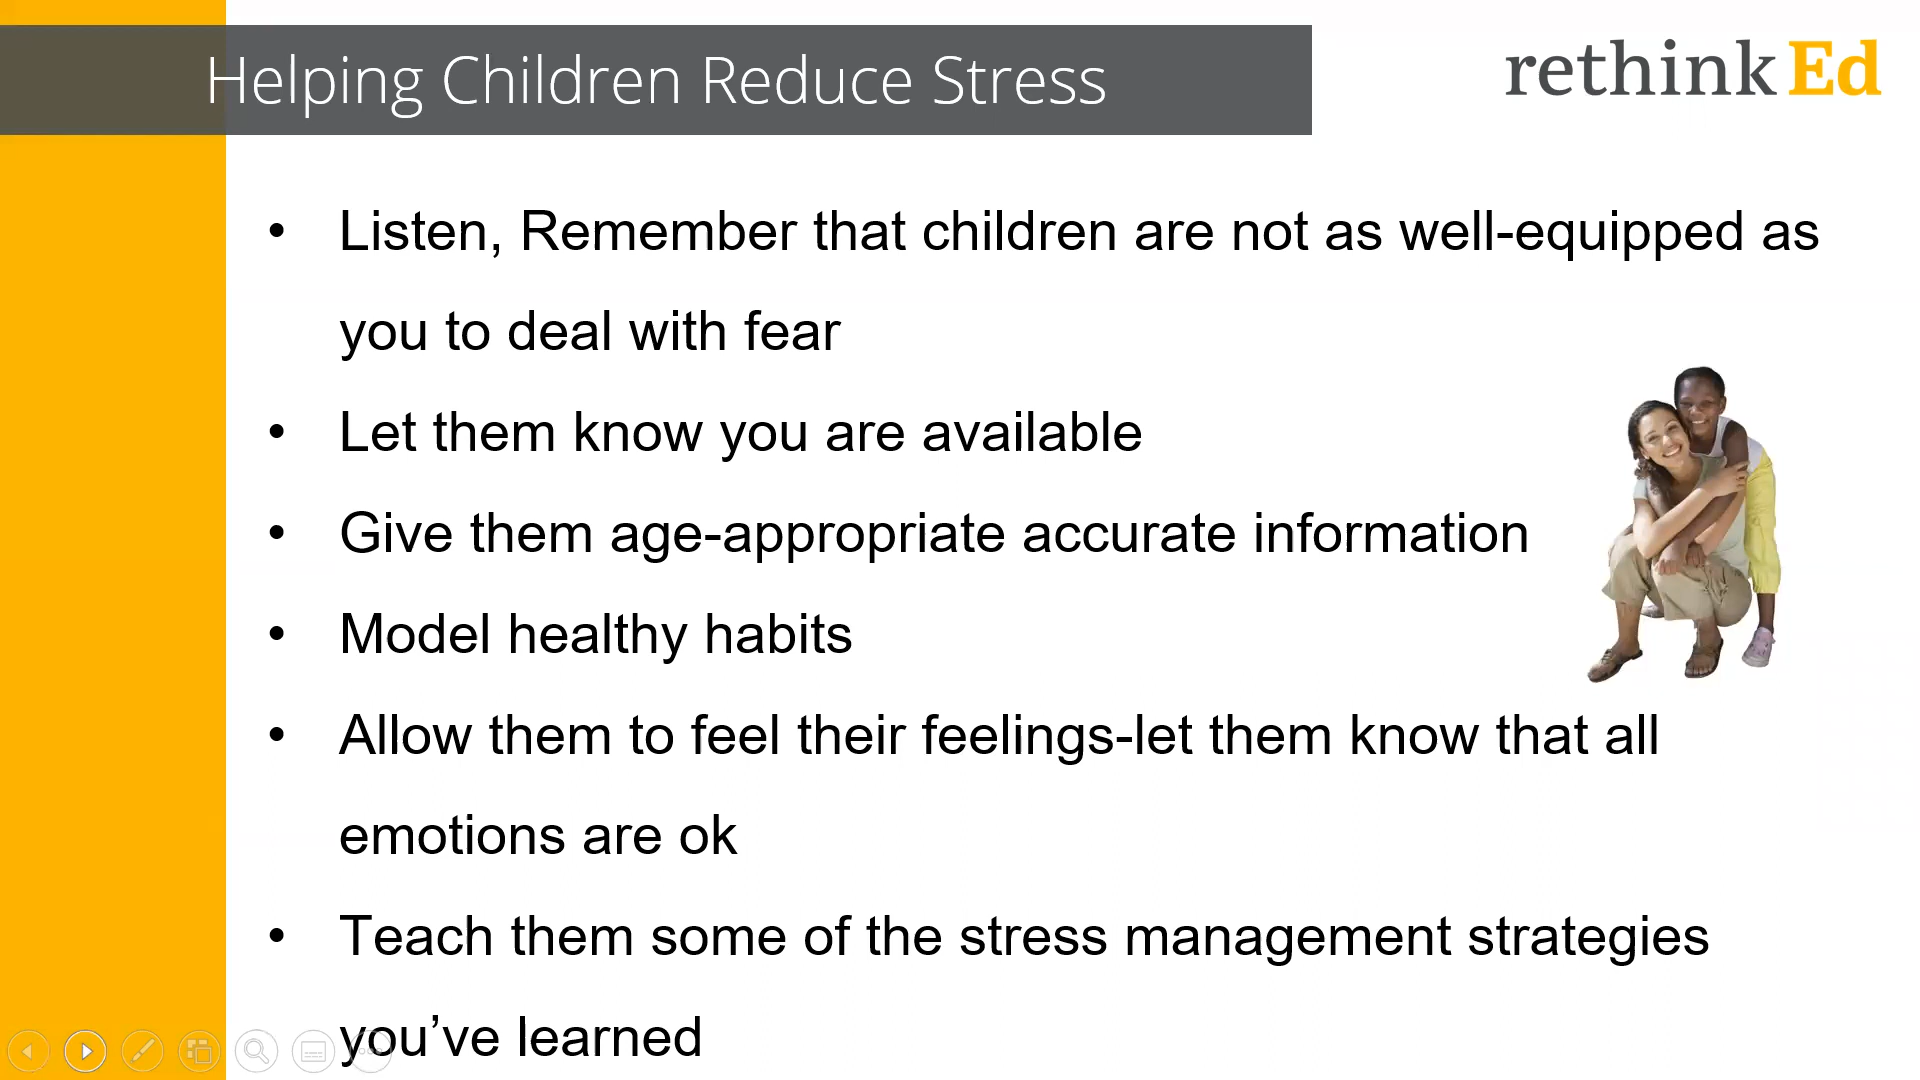 Helping Children Reduce Stress
rethinkEd
• Listen, Remember that children are not as well-equipped as
you to deal with fear
• Let them know you are available
• Give them age-appropriate accurate information
• Model healthy habits
• Allow them to feel their feelings-let them know that all
emotions are ok
• Teach them some of the stress management strategies
you’ve learned